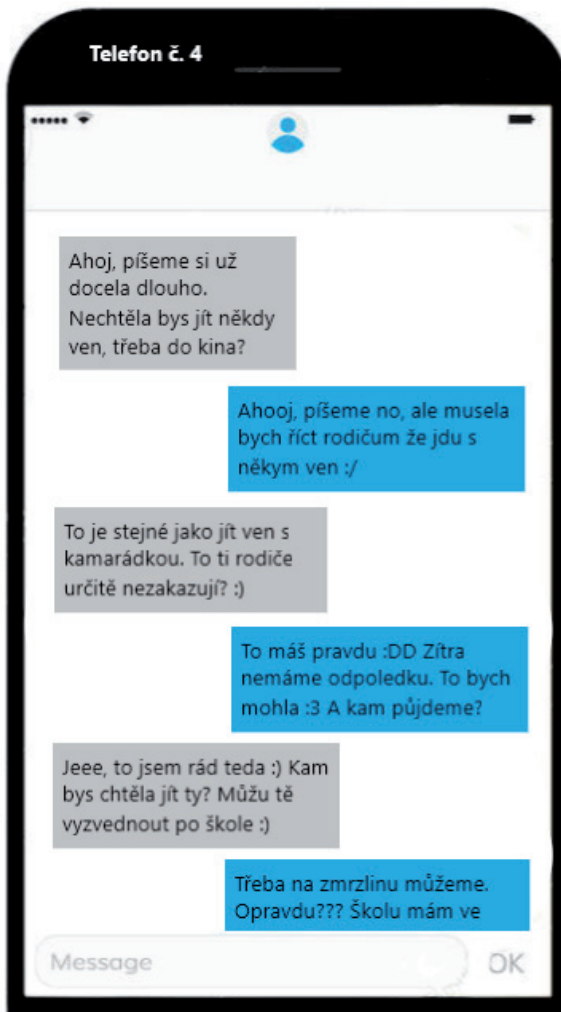 Telefon č. 4
Ahoj, píšeme si už
docela dlouho.
Nechtěla bys jít někdy
ven, třeba do kina?
Ahooj, píšeme no, ale musela
bych říct rodičum že jdu s
někym ven :/
To je stejné jako jít ven s
kamarádkou. To ti rodiče
určitě nezakazují? :)
To máš pravdu :DD Zítra
nemáme odpoledku. To bych
mohla :3 A kam půjdeme?
Jeee, to jsem rád teda :) Kam
bys chtěla jít ty? Můžu tě
vyzvednout po škole :)
Třeba na zmrzlinu můžeme.
Opravdu??? Školu mám ve
Message
OK